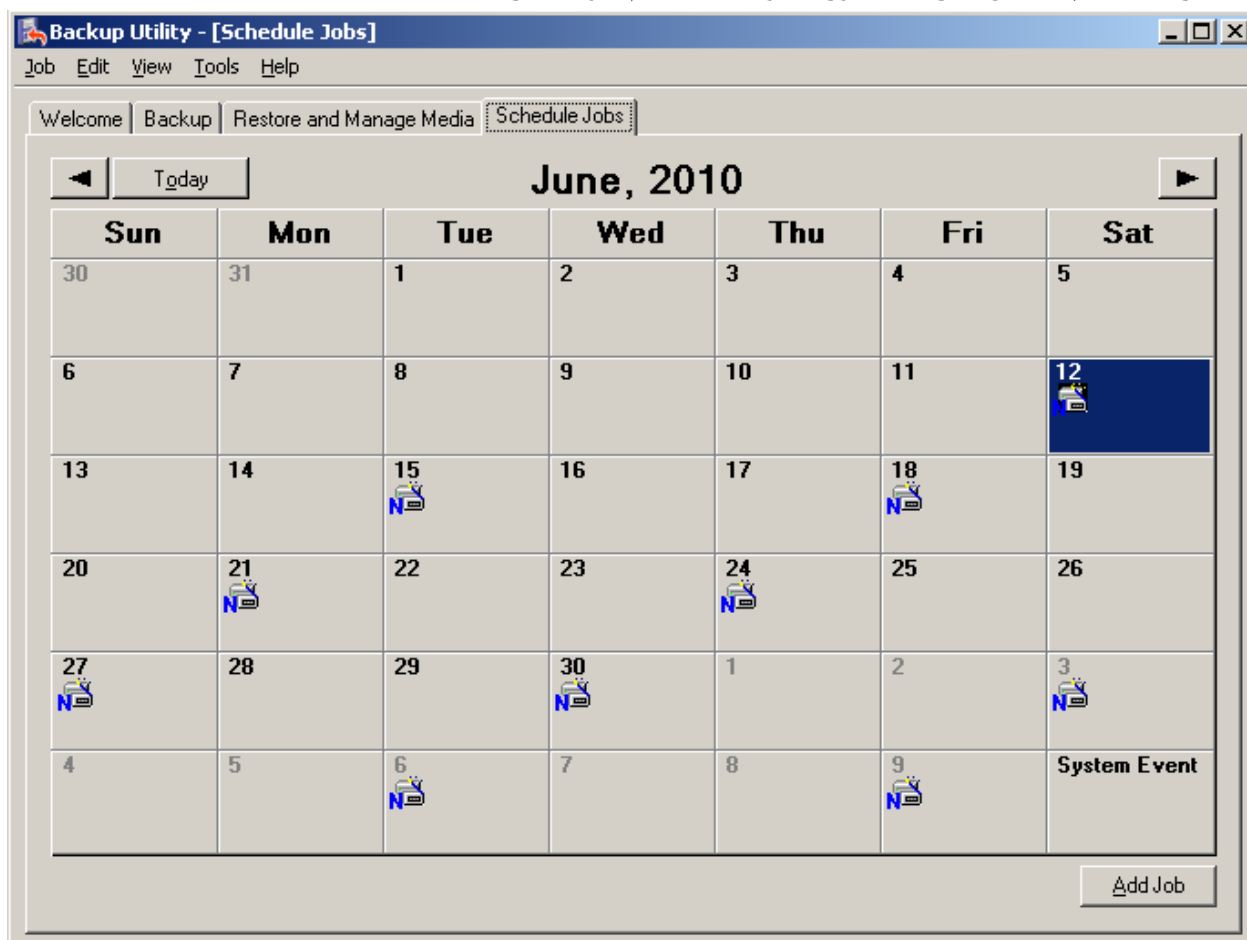 Backup Utility - [Schedule Jobs]
Job Edit View Tools Help
Welcome Backup Restore and Manage Media Schedule Jobs
Today June, 2010
Sun Mon Tue Wed Thu Fri Sat
30 31 1 2 3 4 5
6 7 8 9 10 11 12
N
13 14 15 16 17 18 19
N N
20 21 22 23 24 25 26
N N
27 28 29 30 1 2 3
N N N
4 5 6 7 8 9 System Event
N N
Add Job